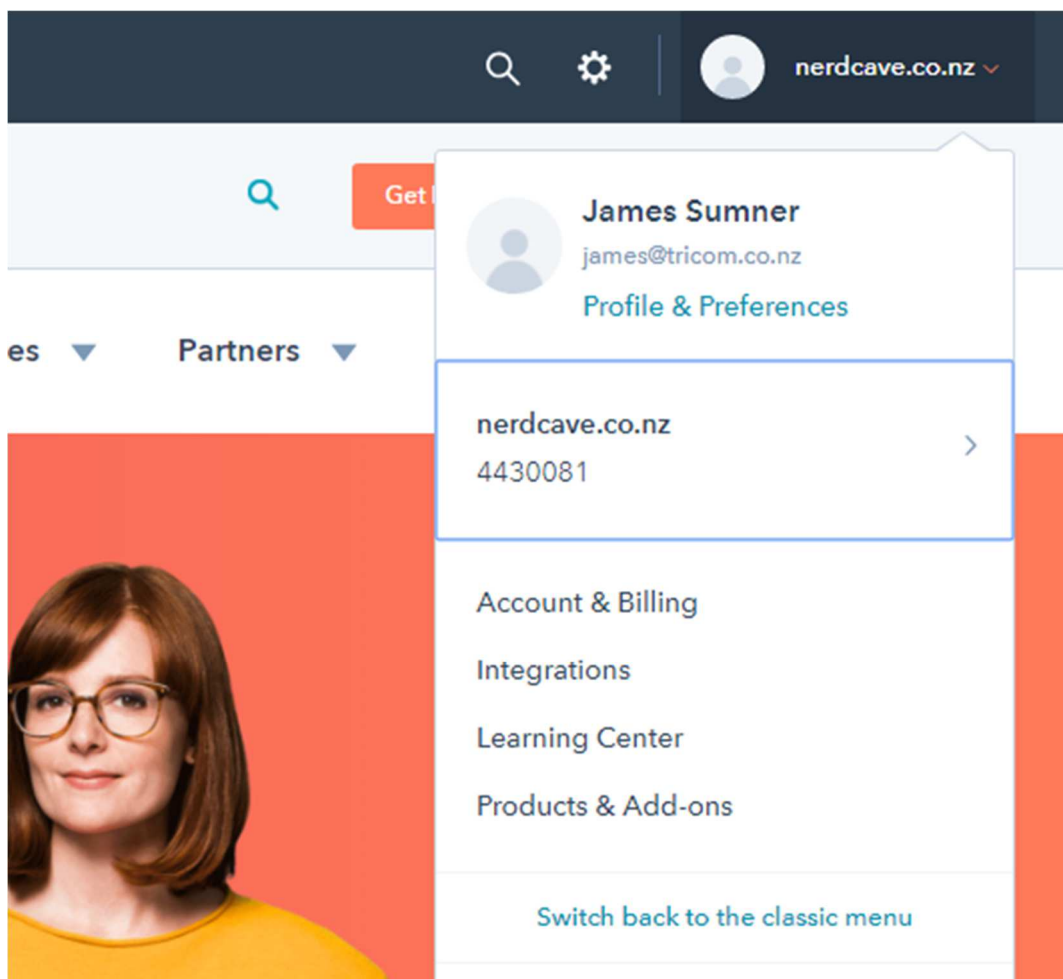 nerdcave.co.nz
Get
James Sumner
james@tricom.co.nz
Profile & Preferences
es
Partners
nerdcave.co.nz
4430081
Account & Billing
Integrations
Learning Center
Products & Add-ons
Switch back to the classic menu